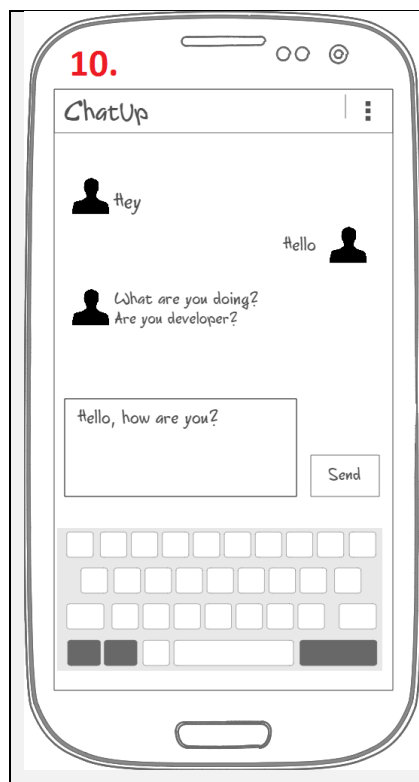 10.
ChatUp
Hey
Hello
What are you doing?
Are you developer?
Hello, how are you?
Send